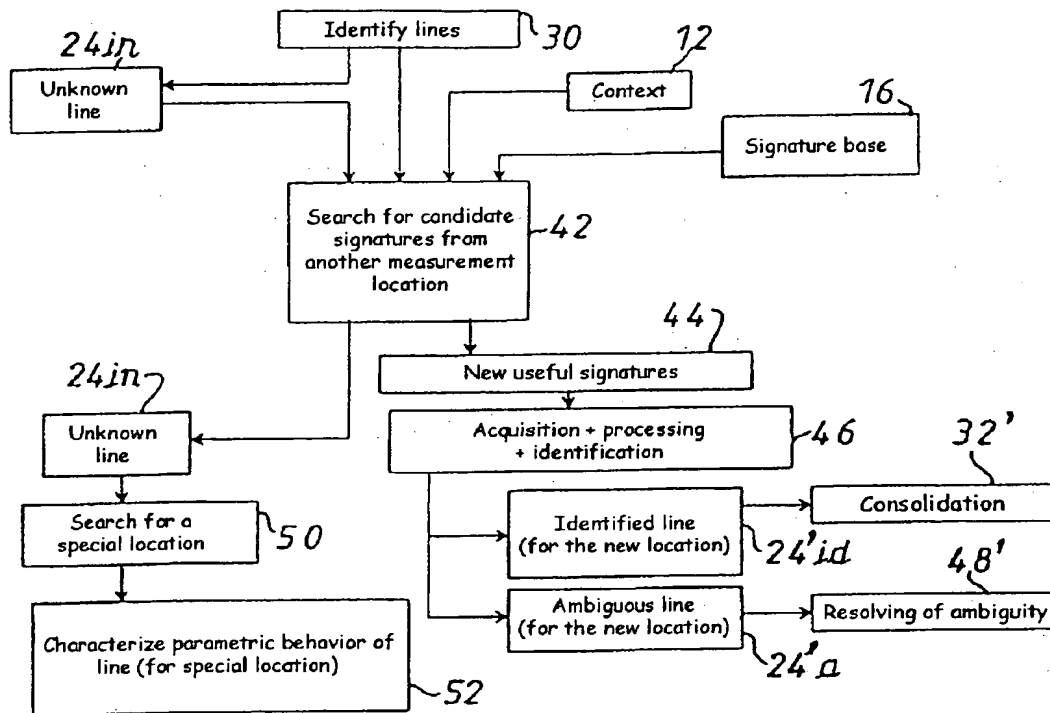 Identify lines
30
24in
Unknown
line
12
Context
16
Signature base
Search for candidate
signatures from
another measurement
location
42
44
New useful signatures
24in
Unknown
line
Acquisition + processing
+ identification
46
32'
Search for a
special location
50
Identified line
(for the new location)
24'id
Consolidation
48'
Ambiguous line
(for the new location)
24'a
Resolving of ambiguity
Characterize parametric behavior of
line (for special location)
52